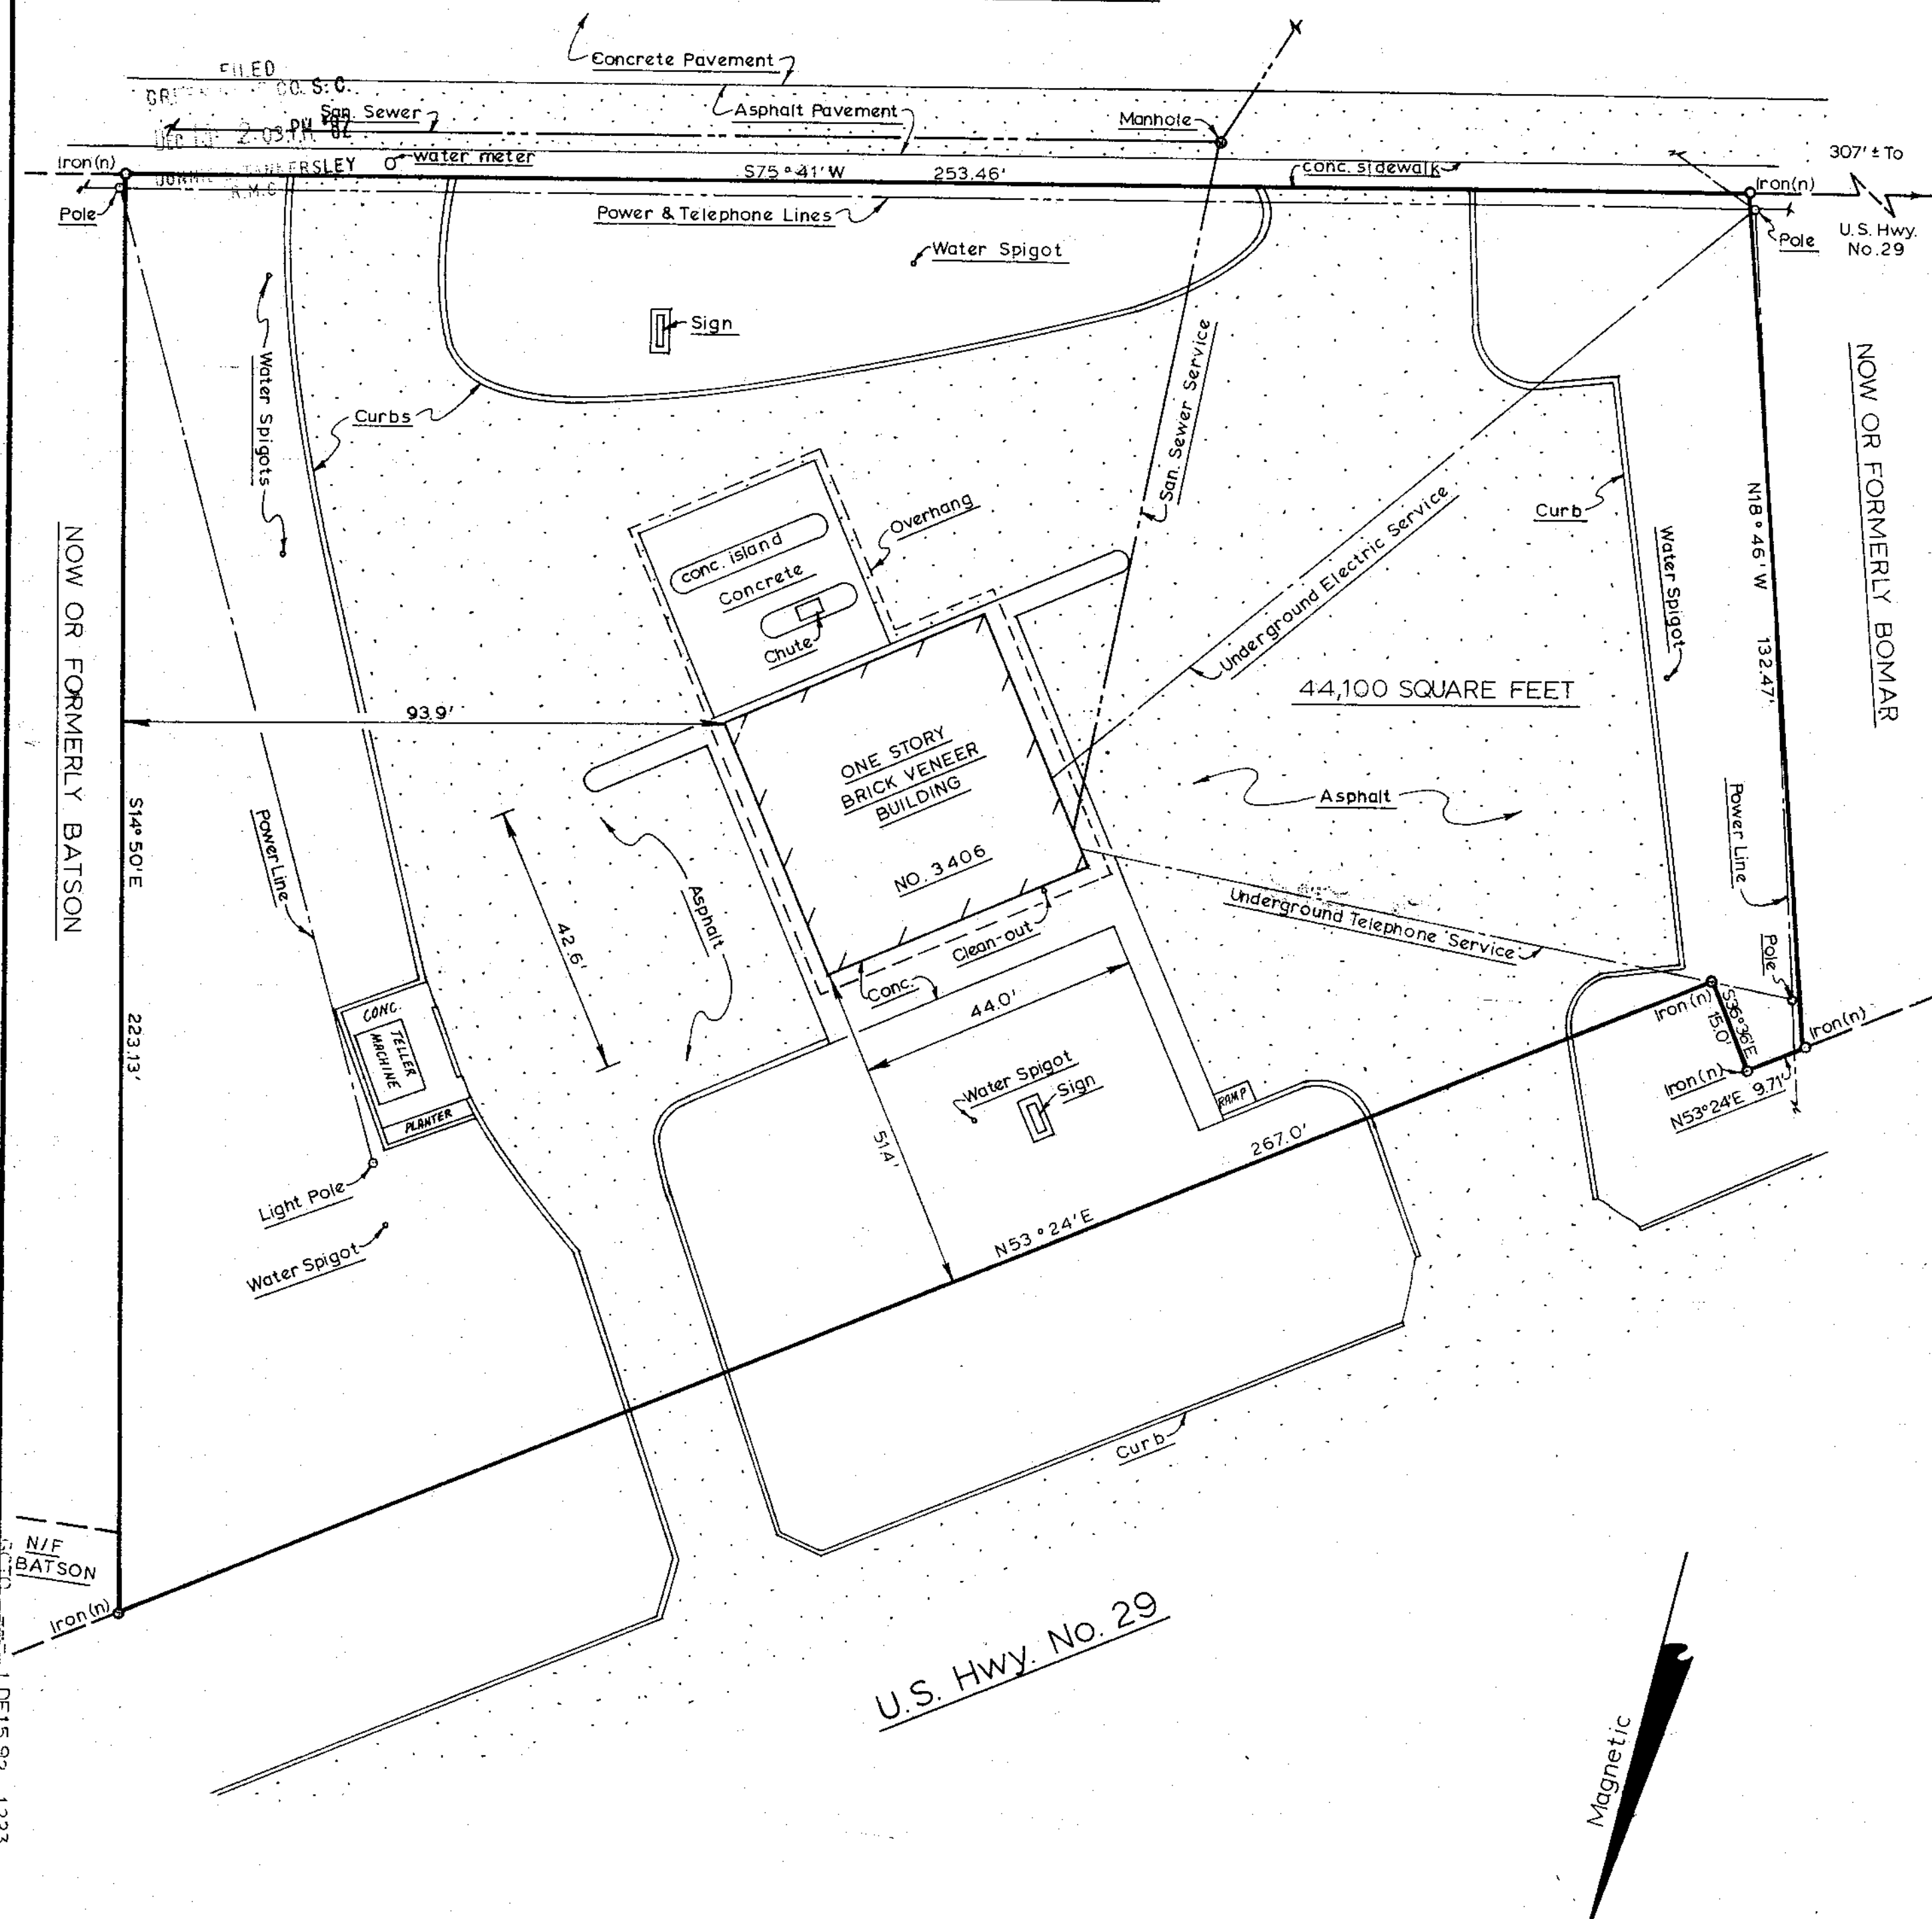 Concrete Pavement
FILED
CO. S.C.
Asphalt Pavement
San. Sewer
2 03 PM '82
Manhole
Iron(n)
water meter
S75°41'W 253.46'
conc. sidewalk
307' ± To
Iron(n)
U.S. Hwy.
No.29
Pole
Power & Telephone Lines
Pole
R.M.C
Water Spigot
Sign
Water Spigots
Curbs
San. Sewer Service
Underground Electric Service
Curb
Water Spigot
N18°46'W 132.47'
NOW OR FORMERLY BOMAR
NOW OR FORMERLY BATSON
Overhang
conc. island
Concrete
Chute
44,100 SQUARE FEET
93.9'
ONE STORY
BRICK VENEER
BUILDING
NO. 3406
Asphalt
S14°50'E 223.13'
Power Line
42.6'
Asphalt
Clean-out
Conc.
44.0'
Underground Telephone Service
Power Line
Pole
CONC.
TELLER
MACHINE
PLANTER
Iron(n)
S36°36'E
15.0'
Iron(n)
Iron(n)
N53°24'E 9.71'
Water Spigot
Sign
RAMP
51.4'
267.0'
N53°24'E
Light Pole
Water Spigot
Curb
N/F
BATSON
Iron(n)
U.S. Hwy. No. 29
Magnetic